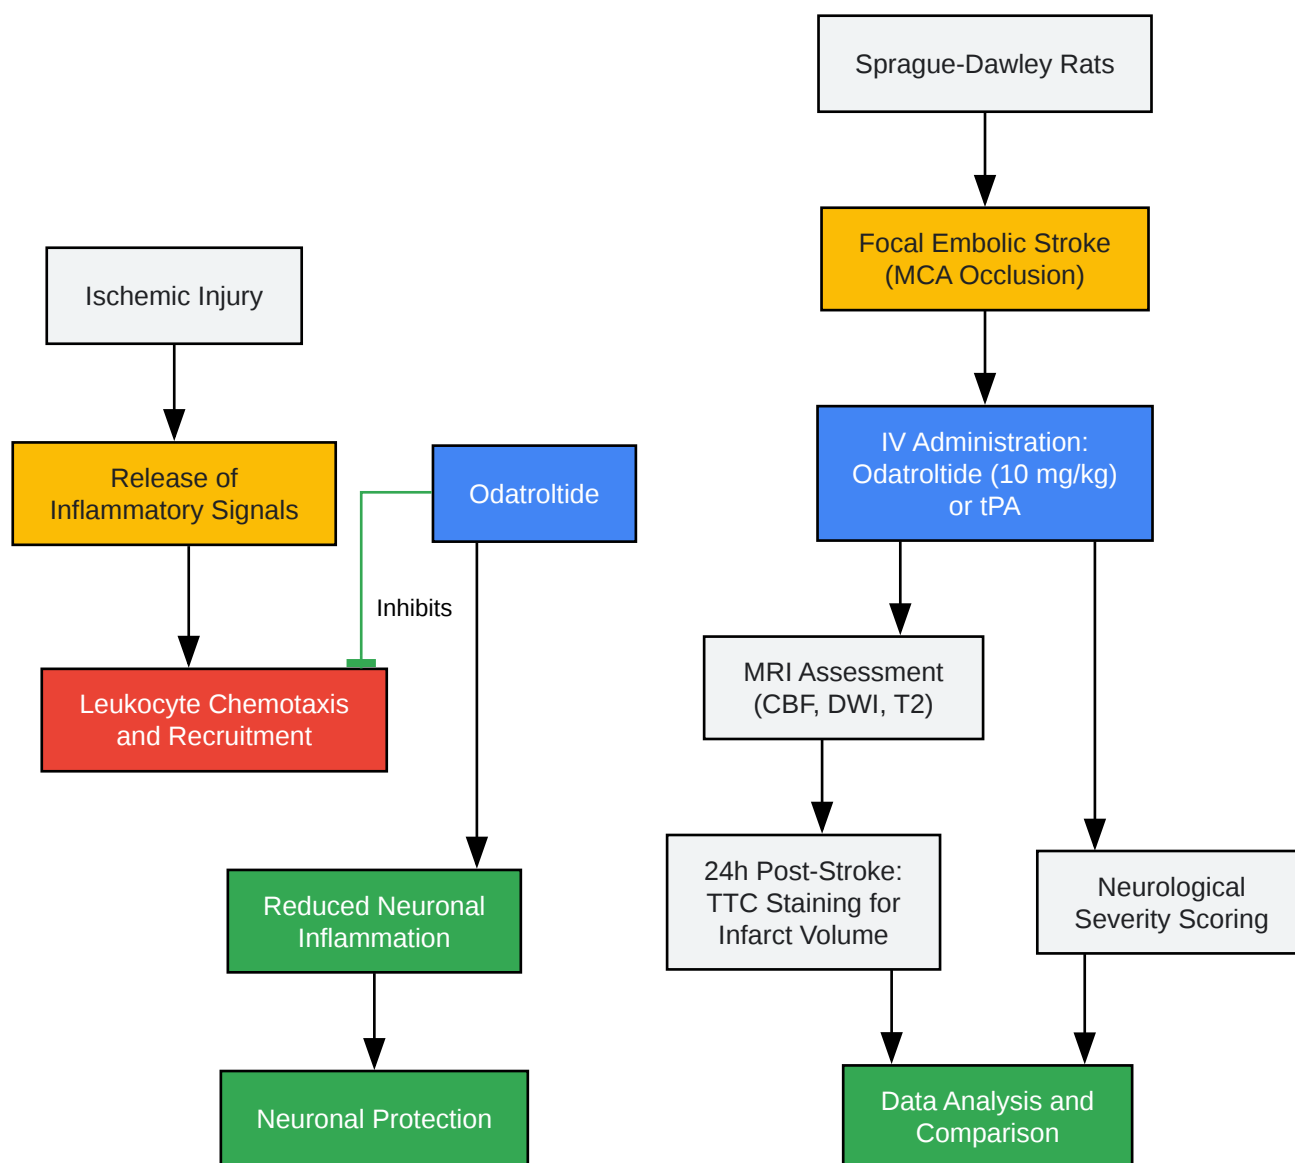 Ischemic Injury
Release of
Inflammatory Signals
Odatroltide
Inhibits
Leukocyte Chemotaxis
and Recruitment
Reduced Neuronal
Inflammation
Neuronal Protection
Sprague-Dawley Rats
Focal Embolic Stroke
(MCA Occlusion)
IV Administration:
Odatroltide (10 mg/kg)
or tPA
MRI Assessment
(CBF, DWI, T2)
24h Post-Stroke:
TTC Staining for
Infarct Volume
Neurological
Severity Scoring
Data Analysis and
Comparison